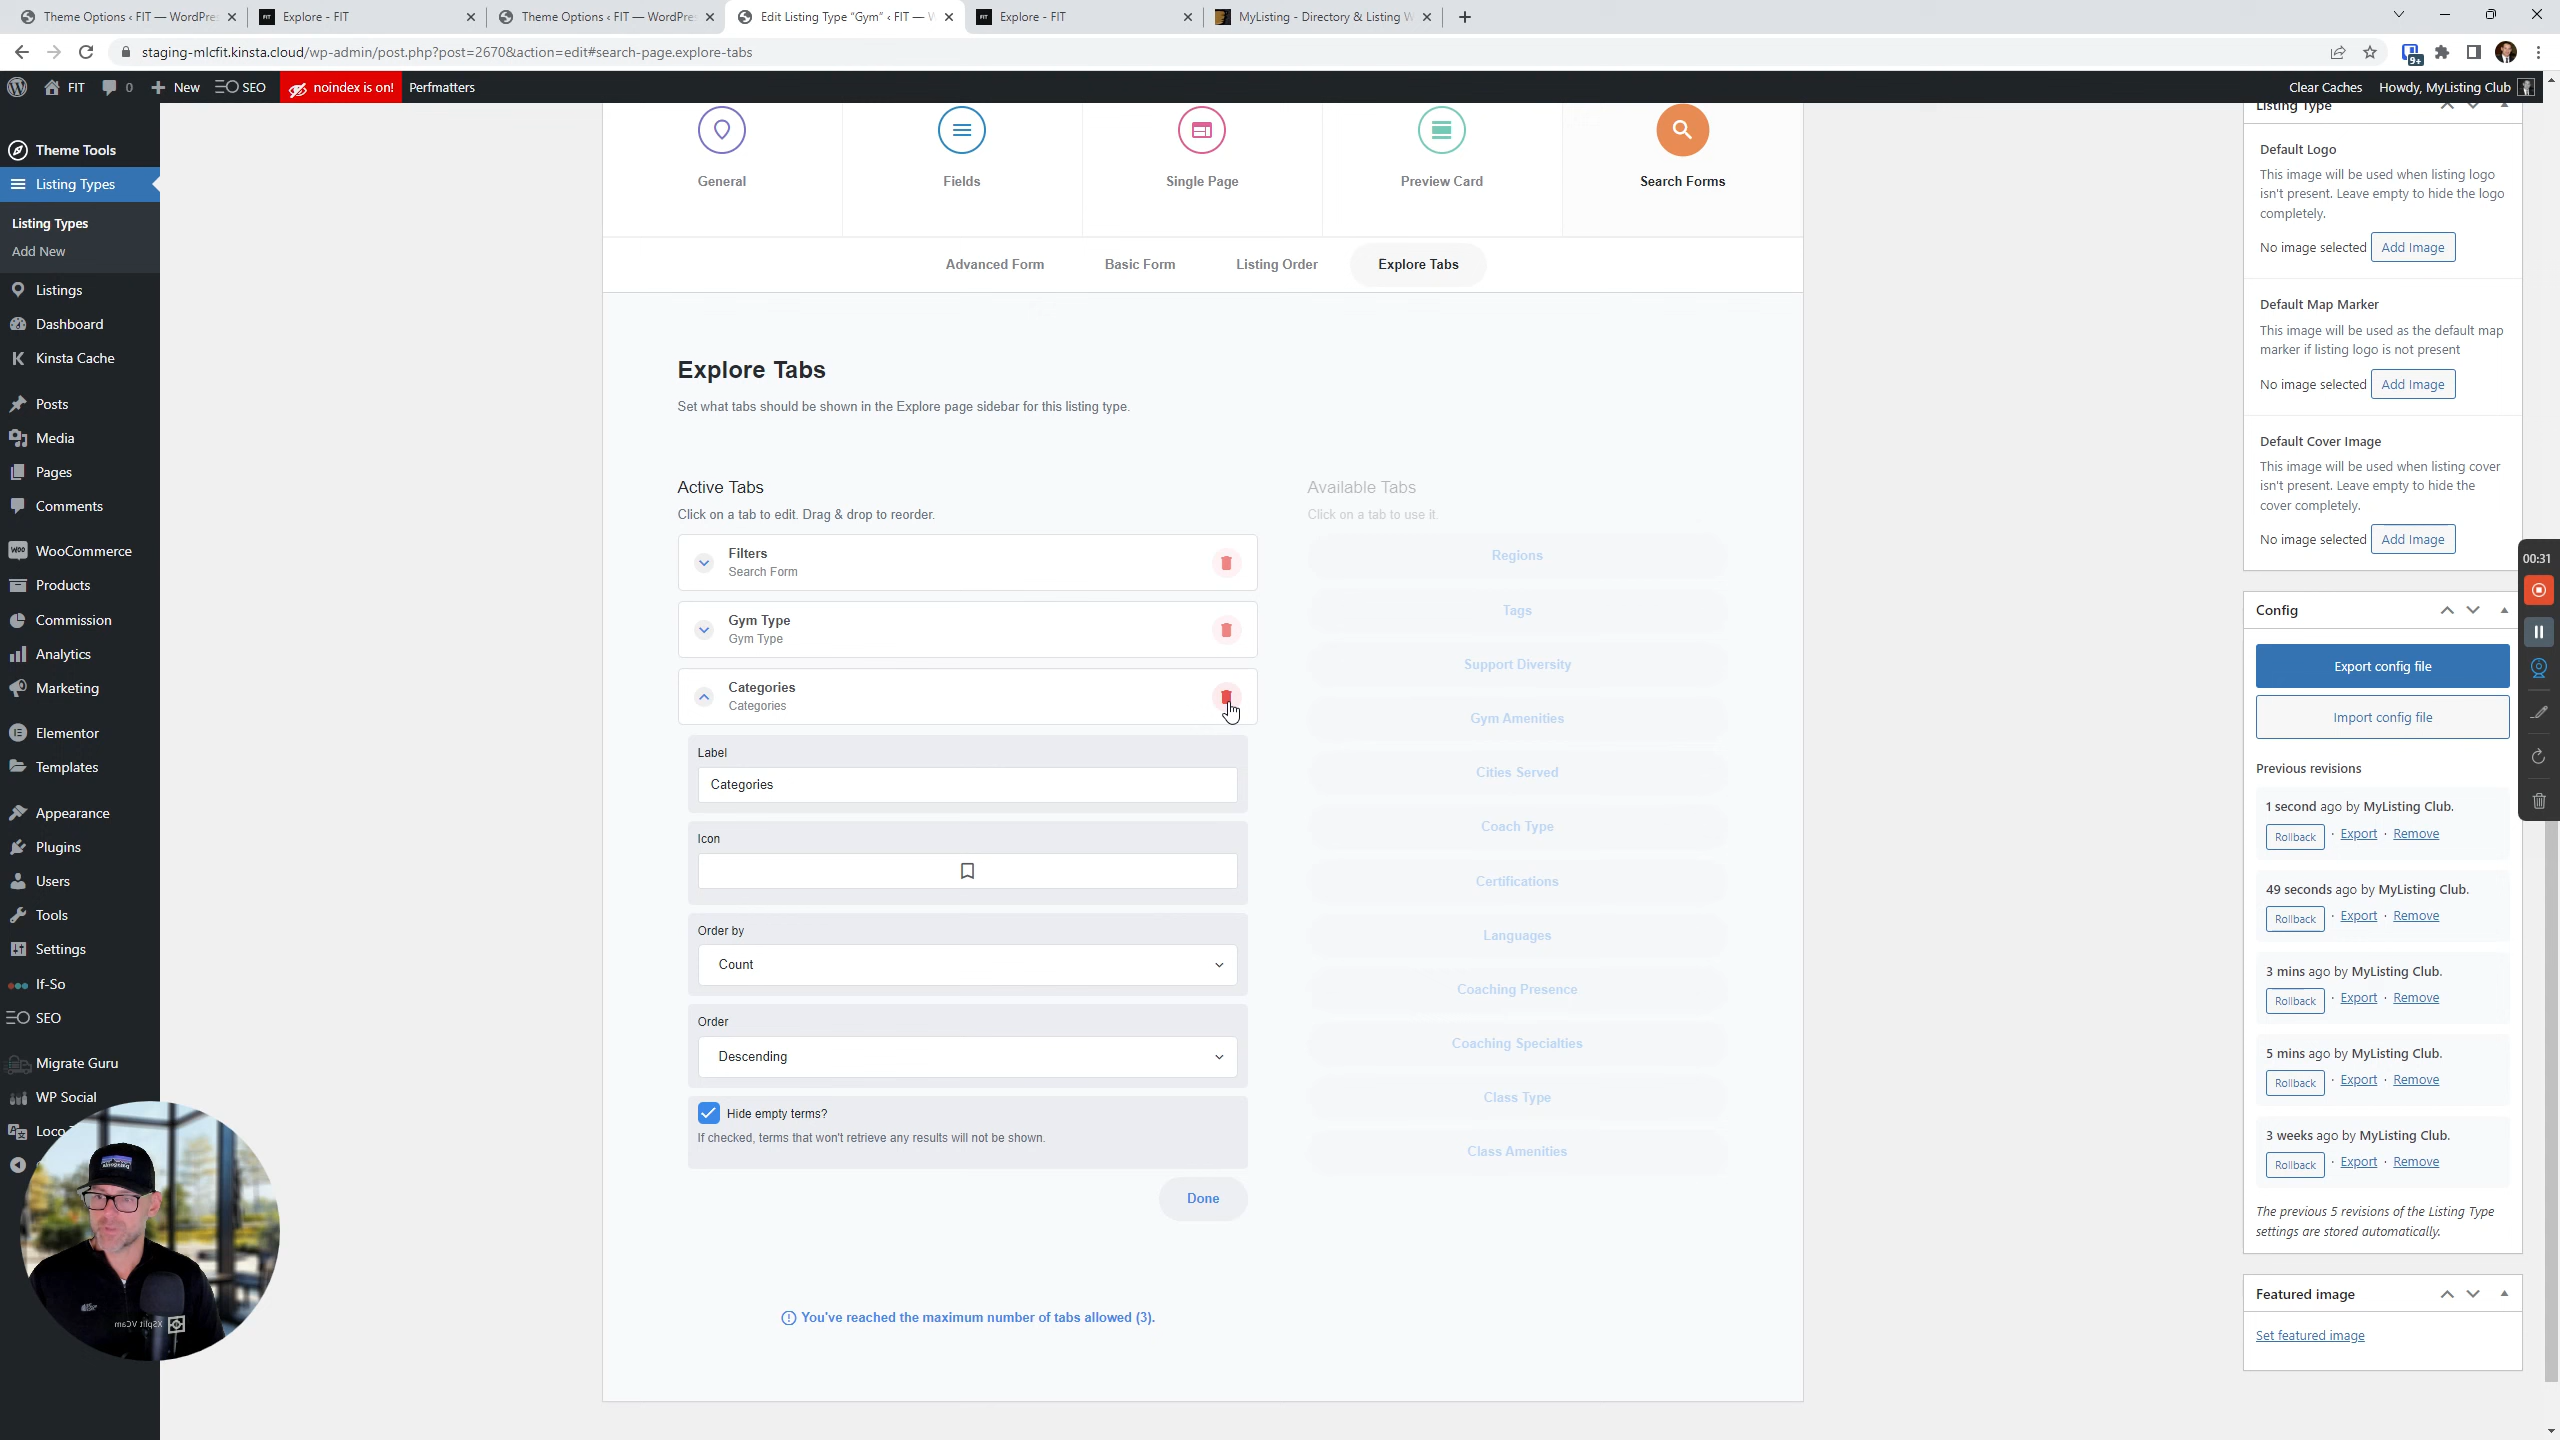 Theme Options ‹ FIT — WordPre
Explore - FIT
Theme Options ‹ FIT — WordPre
Edit Listing Type "Gym" ‹ FIT — W
Explore - FIT
MyListing - Directory & Listing W
staging-mlcfit.kinsta.cloud/wp-admin/post.php?post=2670&action=edit#search-page.explore-tabs
9+
FIT
0
New
SEO
noindex is on!
Perfmatters
Clear Caches
Howdy, MyListing Club
Theme Tools
Listing Types
Listing Types
Add New
Listings
Dashboard
Kinsta Cache
Posts
Media
Pages
Comments
WooCommerce
Products
Commission
Analytics
Marketing
Elementor
Templates
Appearance
Plugins
Users
Tools
Settings
If-So
SEO
Migrate Guru
WP Social
Loco
XSplit VCam
General
Fields
Single Page
Preview Card
Search Forms
Advanced Form
Basic Form
Listing Order
Explore Tabs
Explore Tabs
Set what tabs should be shown in the Explore page sidebar for this listing type.
Active Tabs
Click on a tab to edit. Drag & drop to reorder.
Filters
Search Form
Gym Type
Gym Type
Categories
Categories
Label
Categories
Icon
Order by
Count
Order
Descending
Hide empty terms?
If checked, terms that won't retrieve any results will not be shown.
Done
You've reached the maximum number of tabs allowed (3).
Available Tabs
Click on a tab to use it.
Regions
Tags
Support Diversity
Gym Amenities
Cities Served
Coach Type
Certifications
Languages
Coaching Presence
Coaching Specialties
Class Type
Class Amenities
Listing Type
Default Logo
This image will be used when listing logo
isn't present. Leave empty to hide the logo
completely.
No image selected
Add Image
Default Map Marker
This image will be used as the default map
marker if listing logo is not present
No image selected
Add Image
Default Cover Image
This image will be used when listing cover
isn't present. Leave empty to hide the
cover completely.
No image selected
Add Image
Config
Export config file
Import config file
Previous revisions
1 second ago by MyListing Club.
Rollback · Export · Remove
49 seconds ago by MyListing Club.
Rollback · Export · Remove
3 mins ago by MyListing Club.
Rollback · Export · Remove
5 mins ago by MyListing Club.
Rollback · Export · Remove
3 weeks ago by MyListing Club.
Rollback · Export · Remove
The previous 5 revisions of the Listing Type
settings are stored automatically.
Featured image
Set featured image
00:31